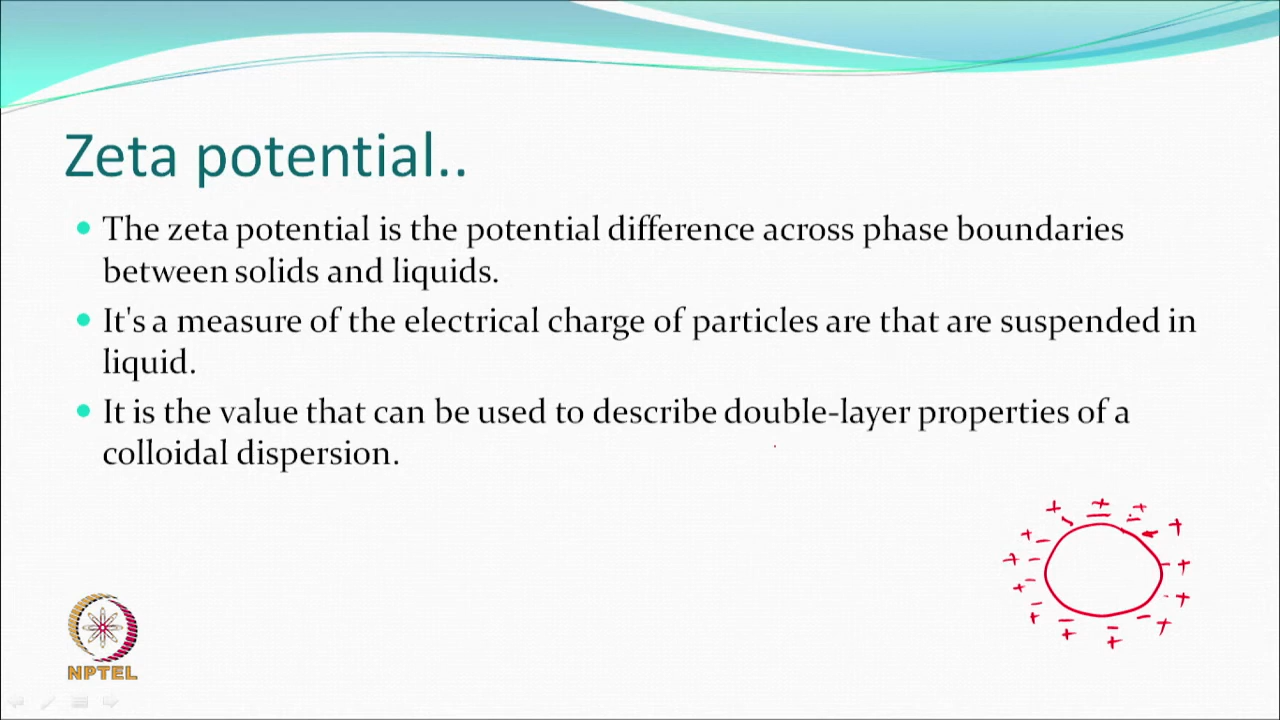 Zeta potential..
The zeta potential is the potential difference across phase boundaries
between solids and liquids.
It's a measure of the electrical charge of particles are that are suspended in
liquid.
It is the value that can be used to describe double-layer properties of a
colloidal dispersion.
NPTEL